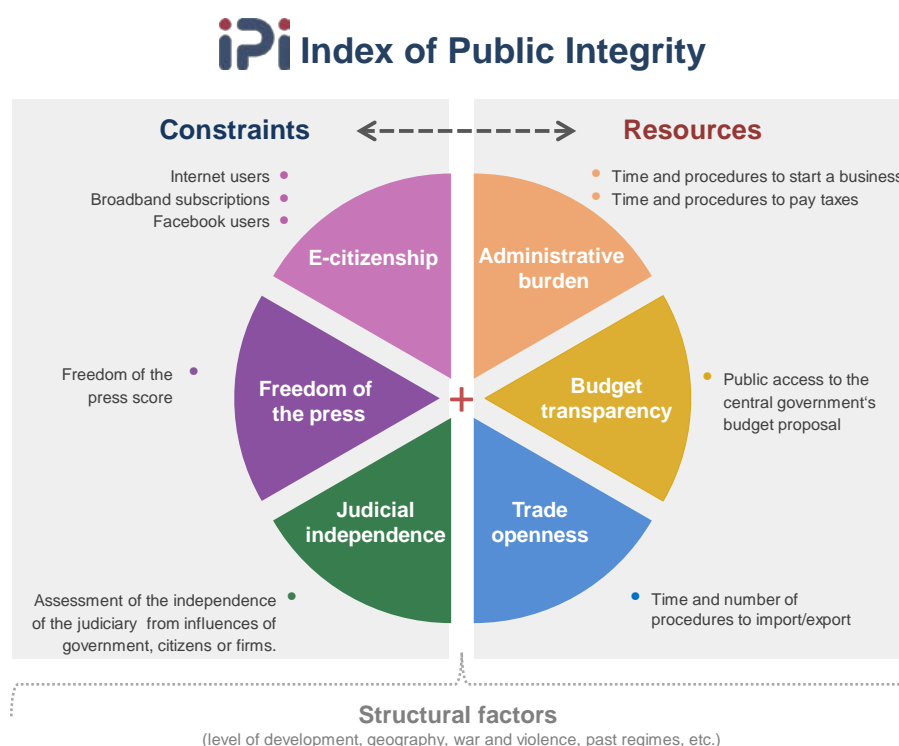 iPi Index of Public Integrity
Constraints
Resources
Internet users
Broadband subscriptions
Facebook users
Time and procedures to start a business
Time and procedures to pay taxes
E-citizenship
Administrative
burden
Freedom of the
press score
Freedom of
the press
Budget
transparency
Public access to the
central government‘s
budget proposal
Judicial
independence
Trade
openness
Assessment of the independence
of the judiciary from influences of
government, citizens or firms.
Time and number of
procedures to import/export
Structural factors
(level of development, geography, war and violence, past regimes, etc.)